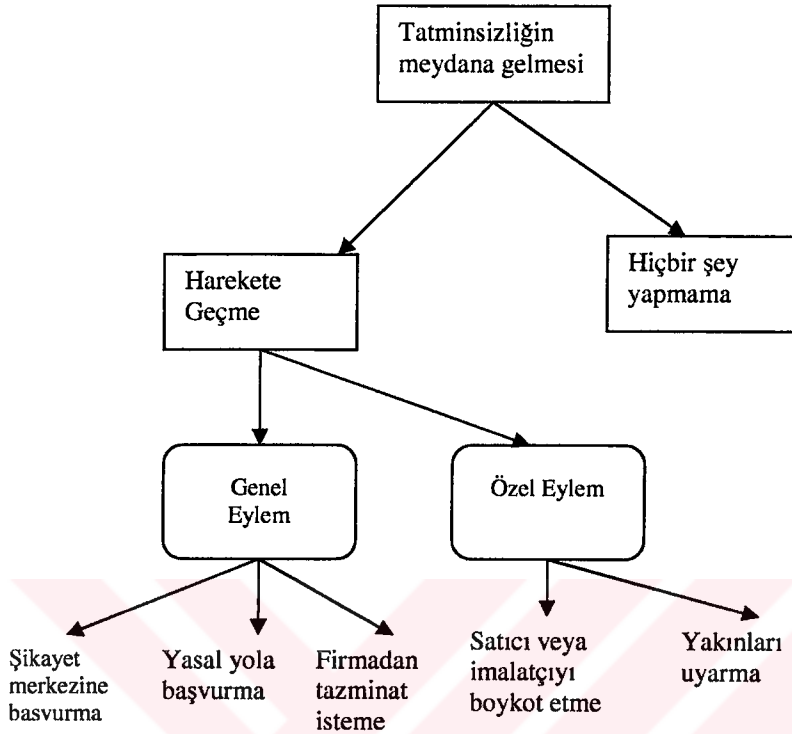 Tatminsizliğin
meydana gelmesi
Harekete
Geçme
Hiçbir şey
yapmama
Genel
Eylem
Özel Eylem
Şikayet
merkezine
basvurma
Yasal yola
başvurma
Firmadan
tazminat
isteme
Satıcı veya
imalatçıyı
boykot etme
Yakınları
uyarma